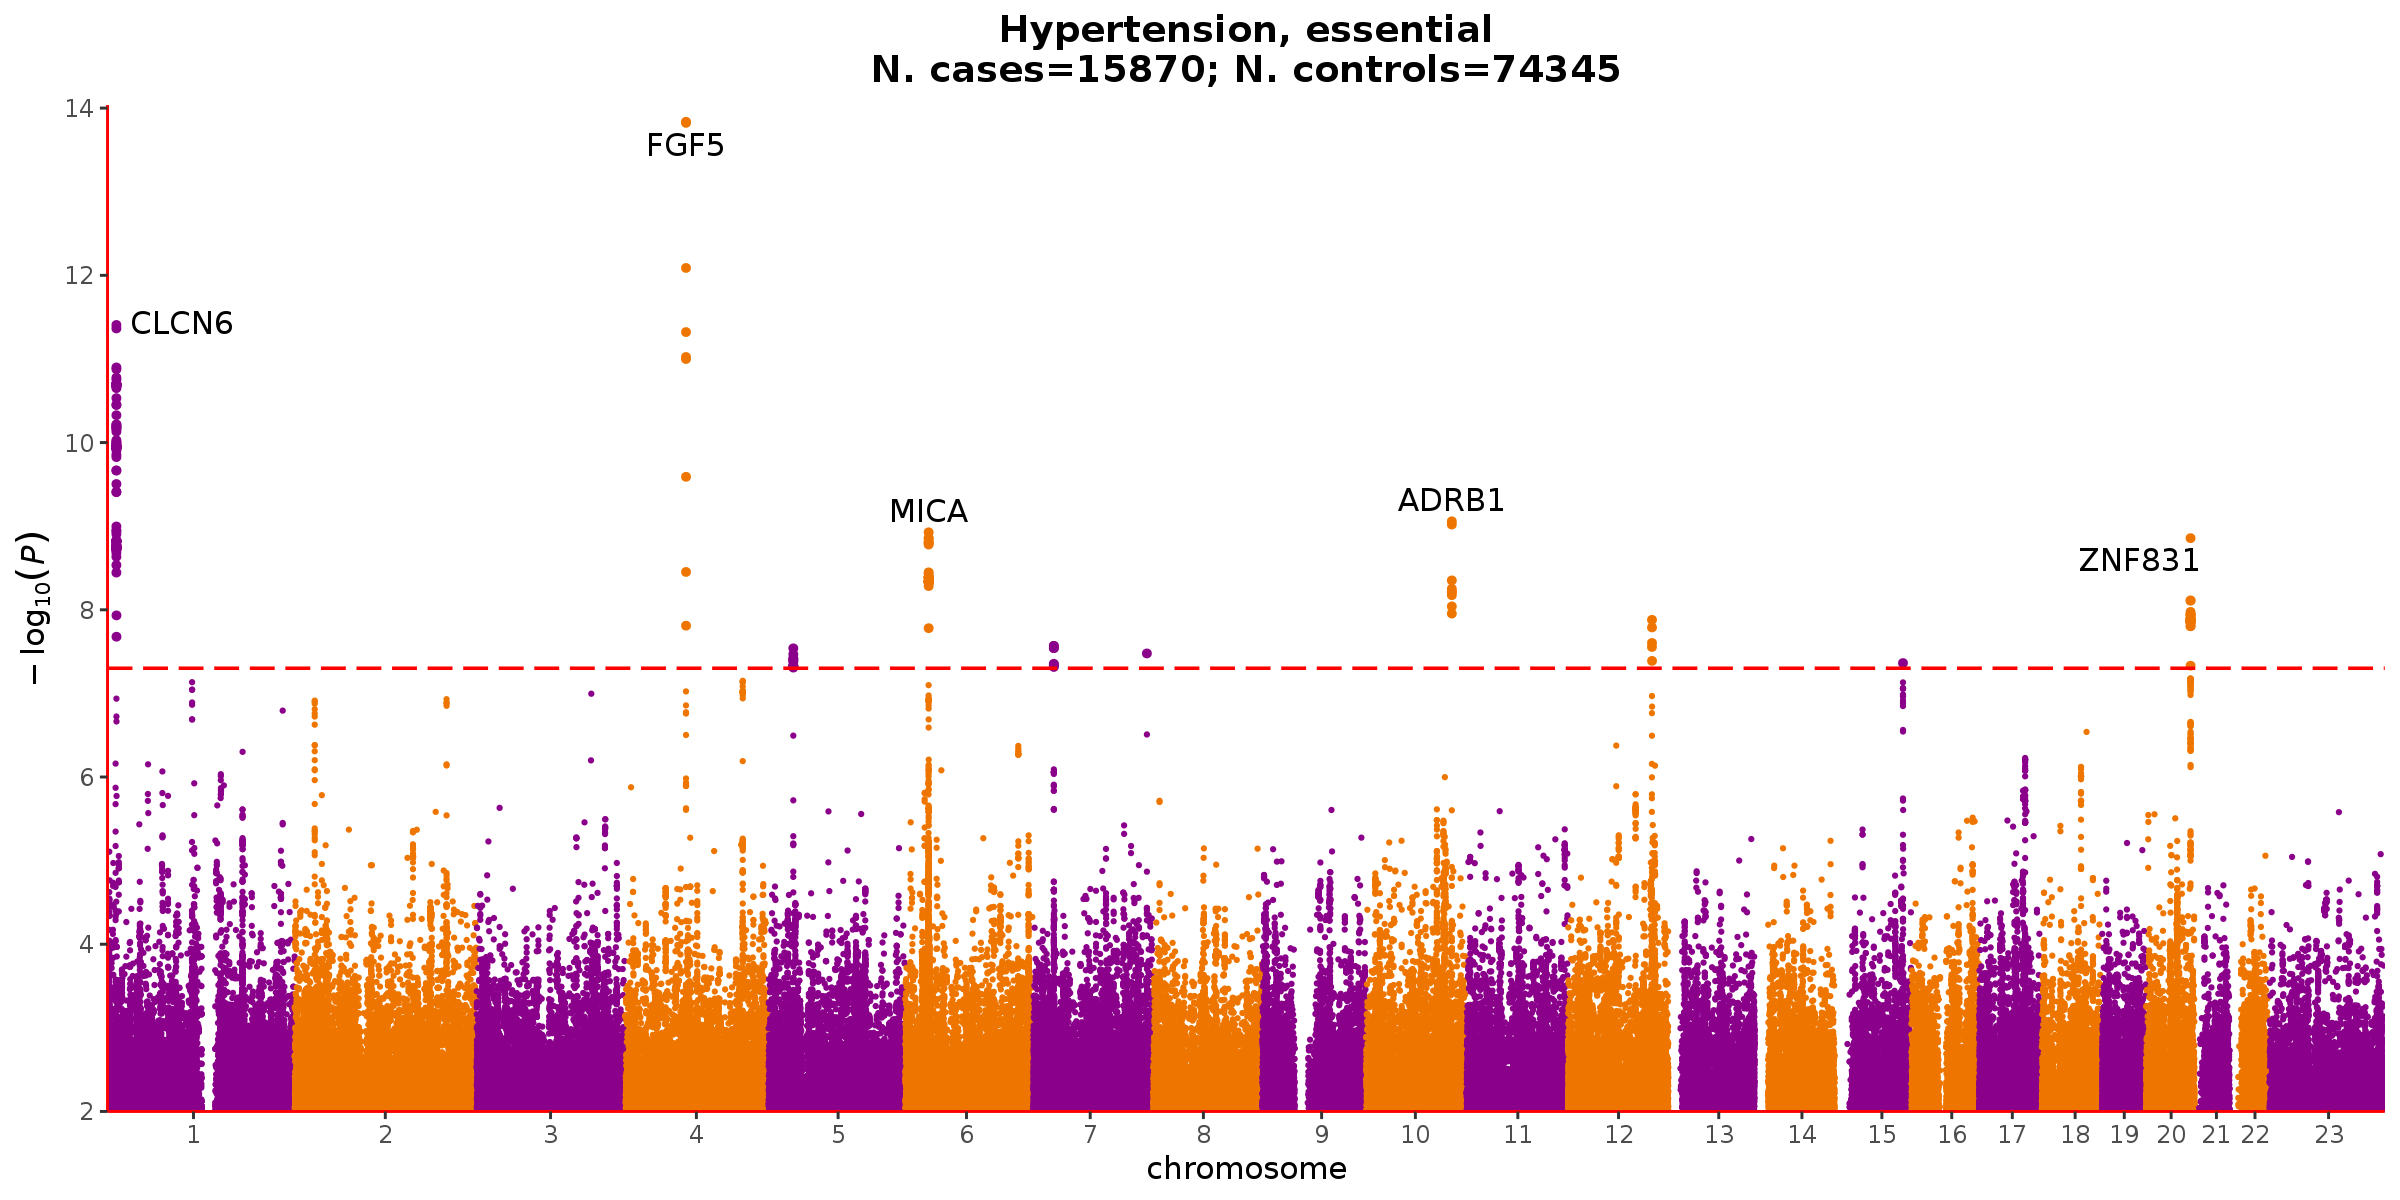 Hypertension, essential
N. cases=15870; N. controls=74345
14
12
10
8
6
4
2
−log10(P)
FGF5
CLCN6
MICA
ADRB1
ZNF831
1 2 3 4 5 6 7 8 9 10 11 12 13 14 15 16 17 18 19 20 21 22 23
chromosome